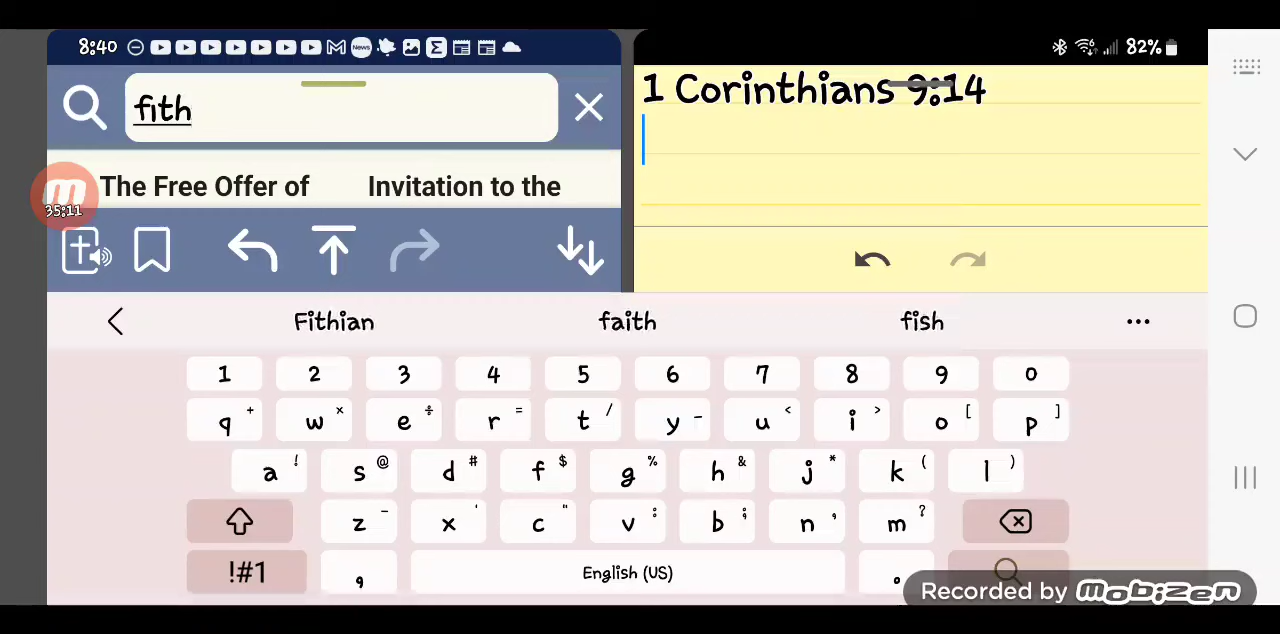 8:40
News
82%
fith
The Free Offer of
Invitation to the
35:11
1 Corinthians 9:14
Fithian faith fish
1 2 3 4 5 6 7 8 9 0
q + w × e ÷ r = t / y - u < i > o [ p ]
a ! s @ d # f $ g % h & j * k ( l )
z - x ' c " v : b ; n , m ?
!#1 , English (US) .
Recorded by mobizen